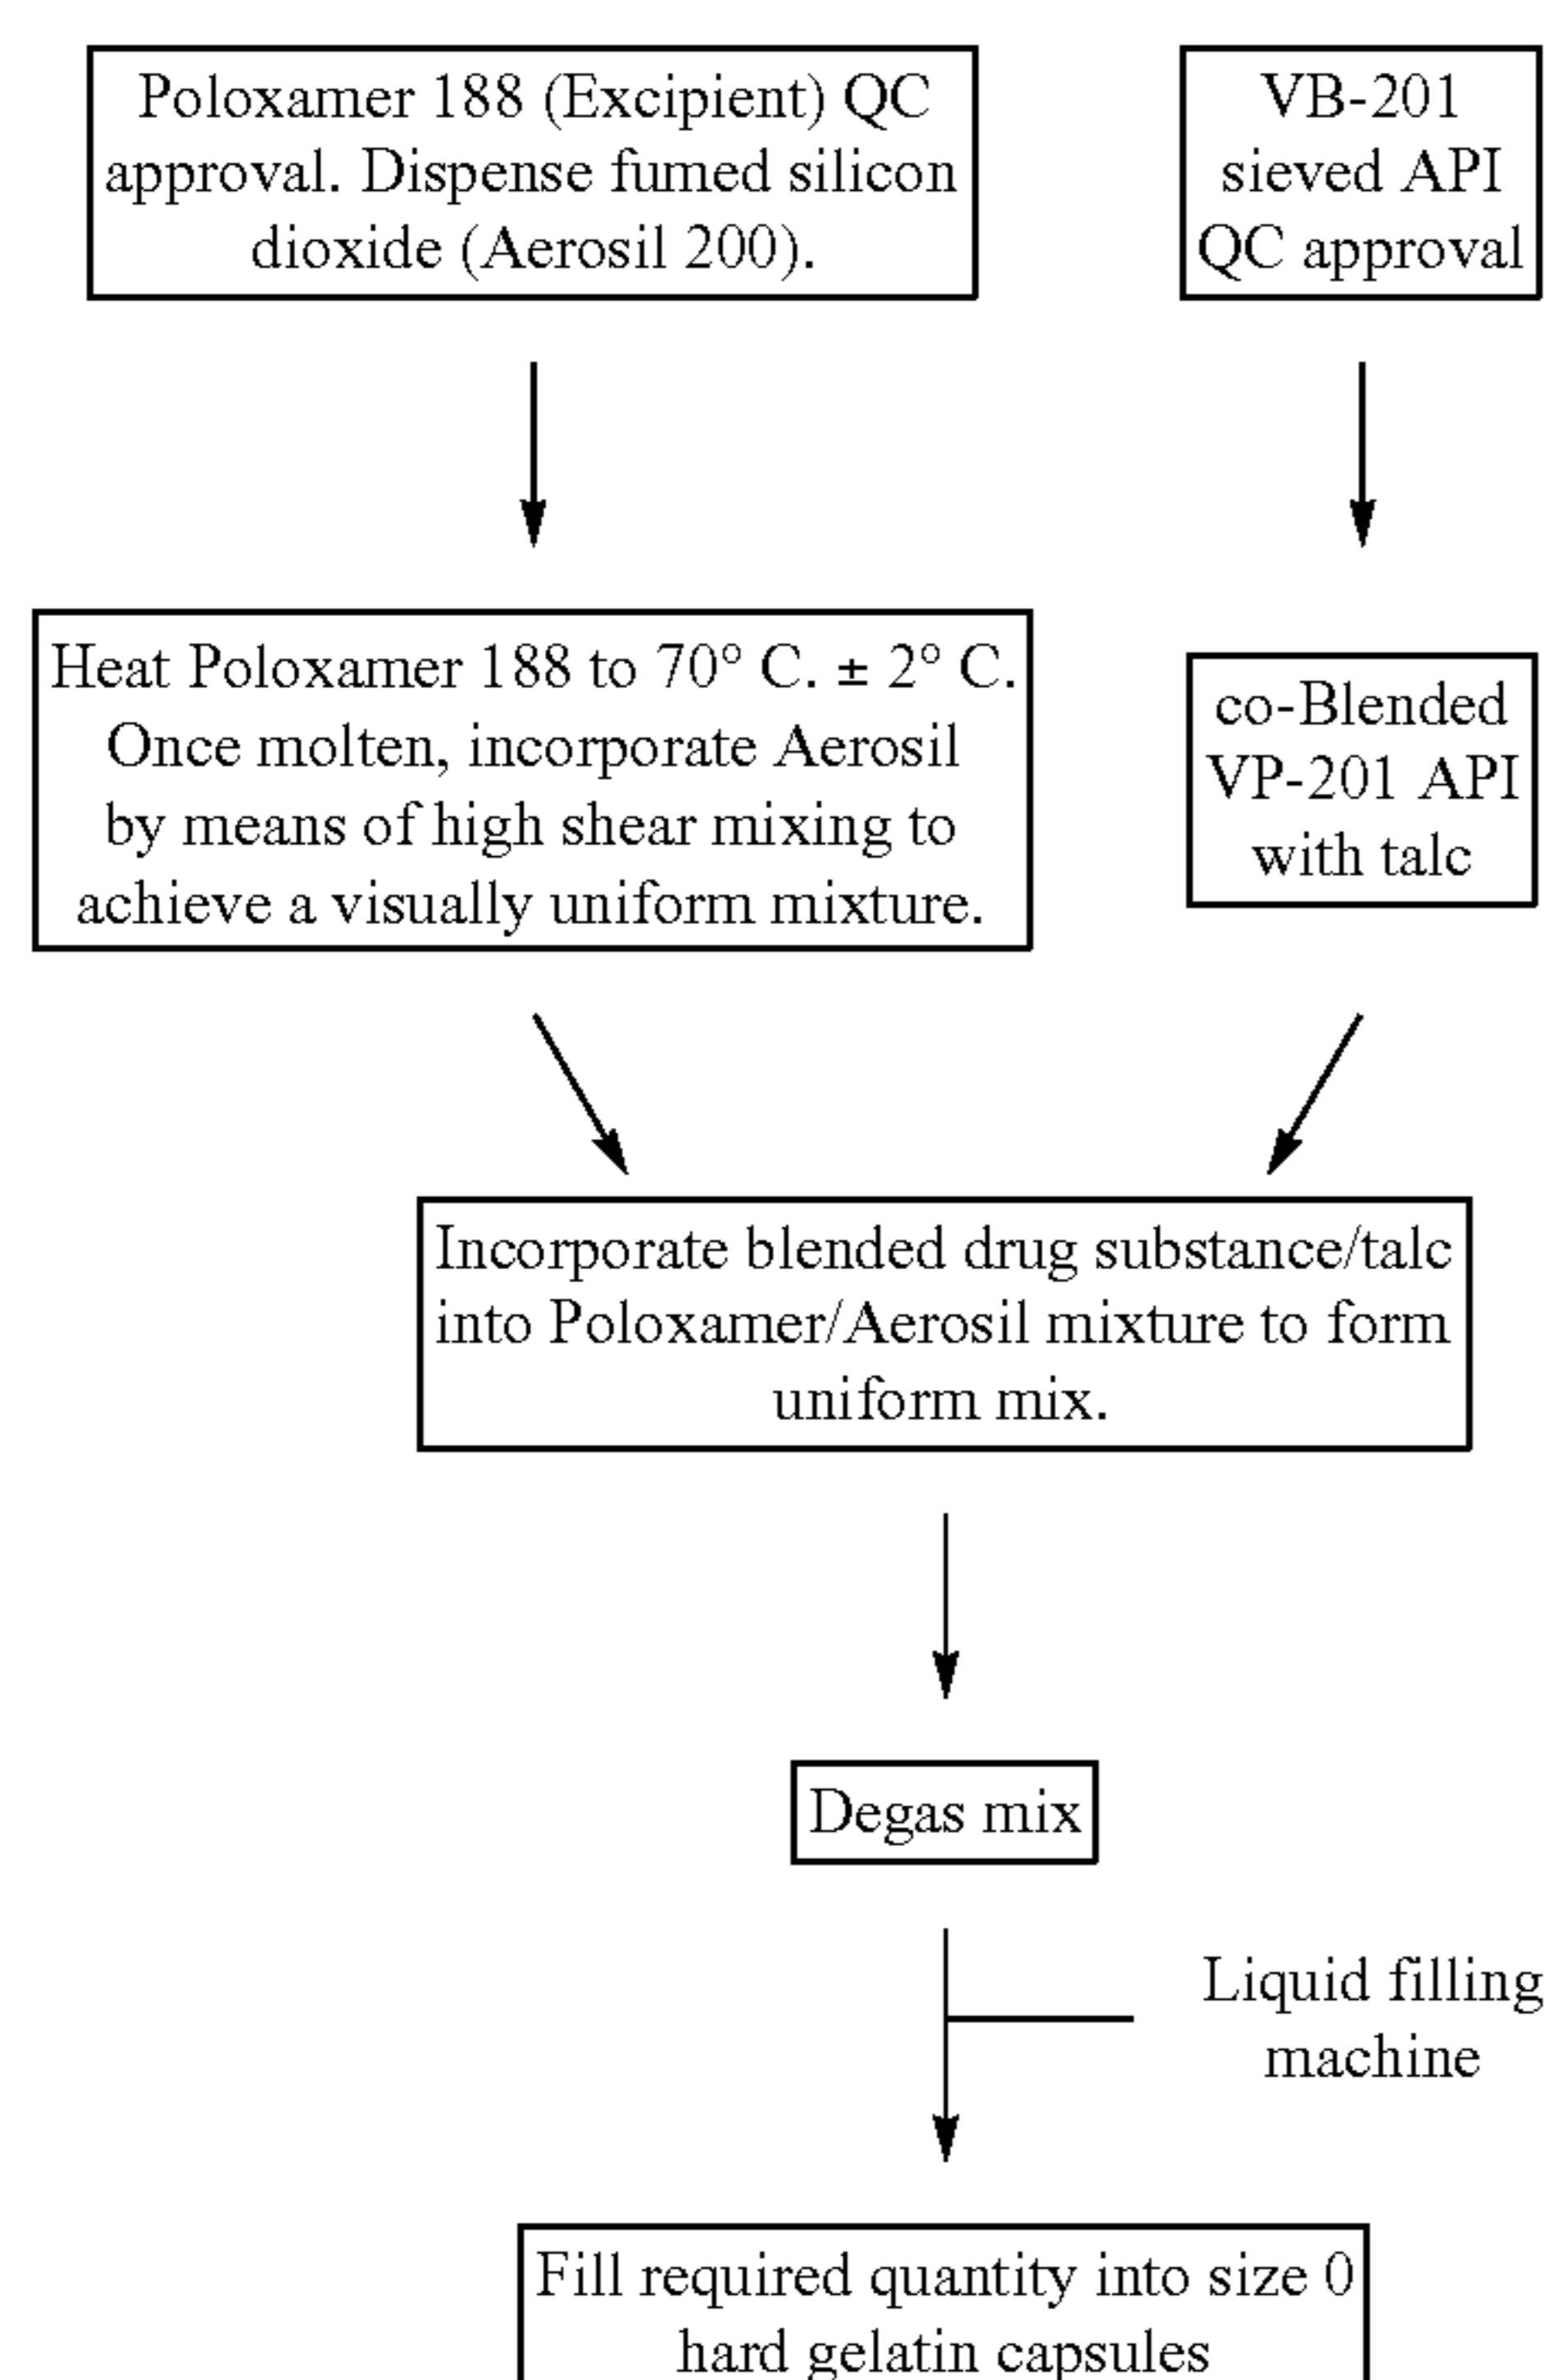 Poloxamer 188 (Excipient) QC
approval. Dispense fumed silicon
dioxide (Aerosil 200).
VB-201
sieved API
QC approval
Heat Poloxamer 188 to 70° C. ± 2° C.
Once molten, incorporate Aerosil
by means of high shear mixing to
achieve a visually uniform mixture.
co-Blended
VP-201 API
with talc
Incorporate blended drug substance/talc
into Poloxamer/Aerosil mixture to form
uniform mix.
Degas mix
Liquid filling
machine
Fill required quantity into size 0
hard gelatin capsules